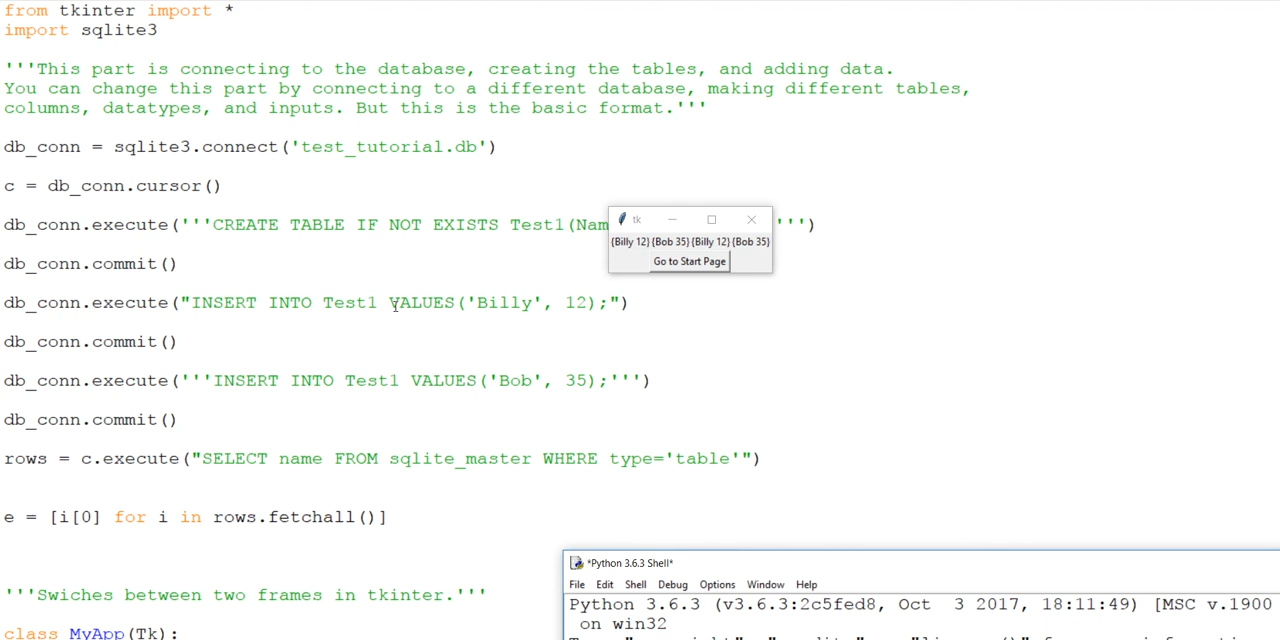 from tkinter import *
import sqlite3
'''This part is connecting to the database, creating the tables, and adding data.
You can change this part by connecting to a different database, making different tables,
columns, datatypes, and inputs. But this is the basic format.'''
db_conn = sqlite3.connect('test_tutorial.db')
c = db_conn.cursor()
tk
db_conn.execute('''CREATE TABLE IF NOT EXISTS Test1(Nam ''')
{Billy 12} {Bob 35} {Billy 12} {Bob 35}
Go to Start Page
db_conn.commit()
db_conn.execute("INSERT INTO Test1 VALUES('Billy', 12);")
db_conn.commit()
db_conn.execute('''INSERT INTO Test1 VALUES('Bob', 35);''')
db_conn.commit()
rows = c.execute("SELECT name FROM sqlite_master WHERE type='table'")
e = [i[0] for i in rows.fetchall()]
'''Swiches between two frames in tkinter.'''
class MyApp(Tk):
*Python 3.6.3 Shell*
File Edit Shell Debug Options Window Help
Python 3.6.3 (v3.6.3:2c5fed8, Oct 3 2017, 18:11:49) [MSC v.1900
on win32